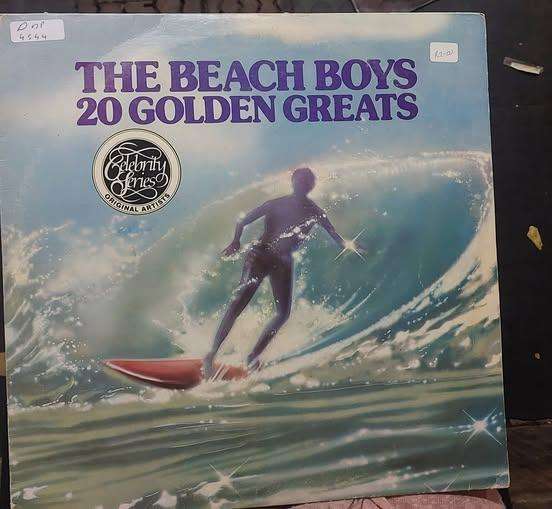 4544
THE BEACH BOYS
20 GOLDEN GREATS
Celebrity
Series
ORIGINAL ARTISTS